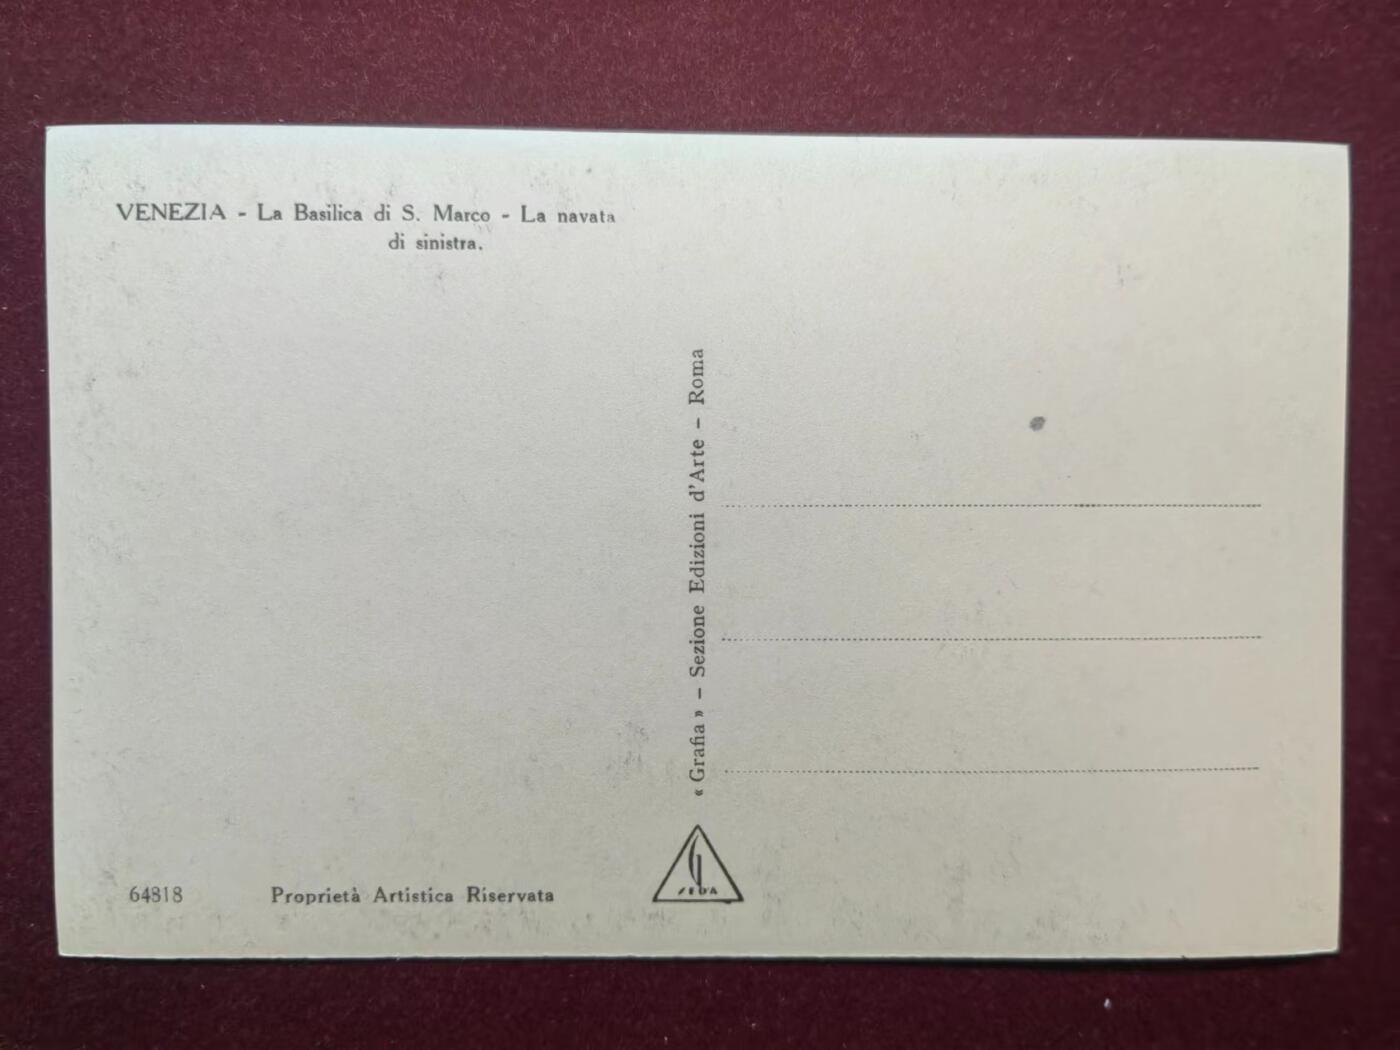 VENEZIA - La Basilica di S. Marco - La navata
di sinistra.
« Grafia » - Sezione Edizioni d'Arte - Roma
64818 Proprietà Artistica Riservata
SEDA